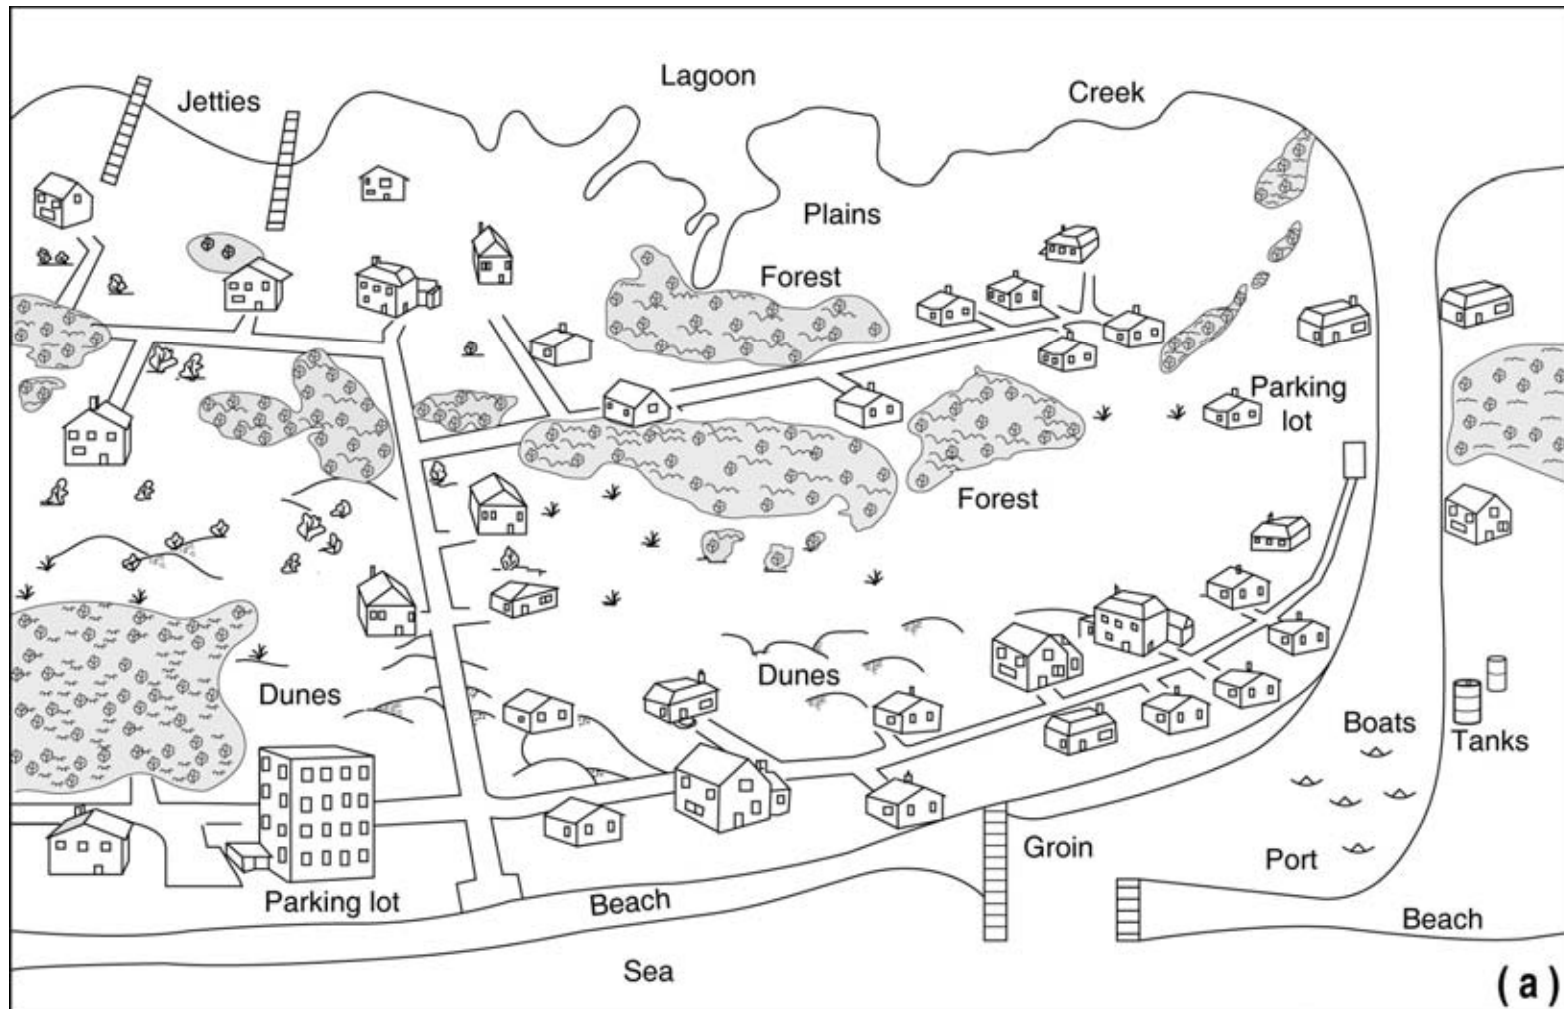 Lagoon
Creek
Jetties
Plains
Forest
Parking
lot
Forest
Dunes
Dunes
Boats
Tanks
Groin
Port
Parking lot
Beach
Beach
Sea
( a )